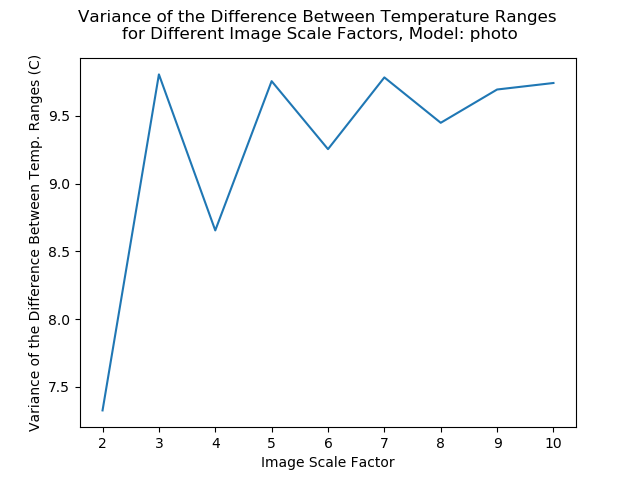 Variance of the Difference Between Temperature Ranges
for Different Image Scale Factors, Model: photo
Variance of the Difference Between Temp. Ranges (C)
9.5
9.0
8.5
8.0
7.5
2 3 4 5 6 7 8 9 10
Image Scale Factor